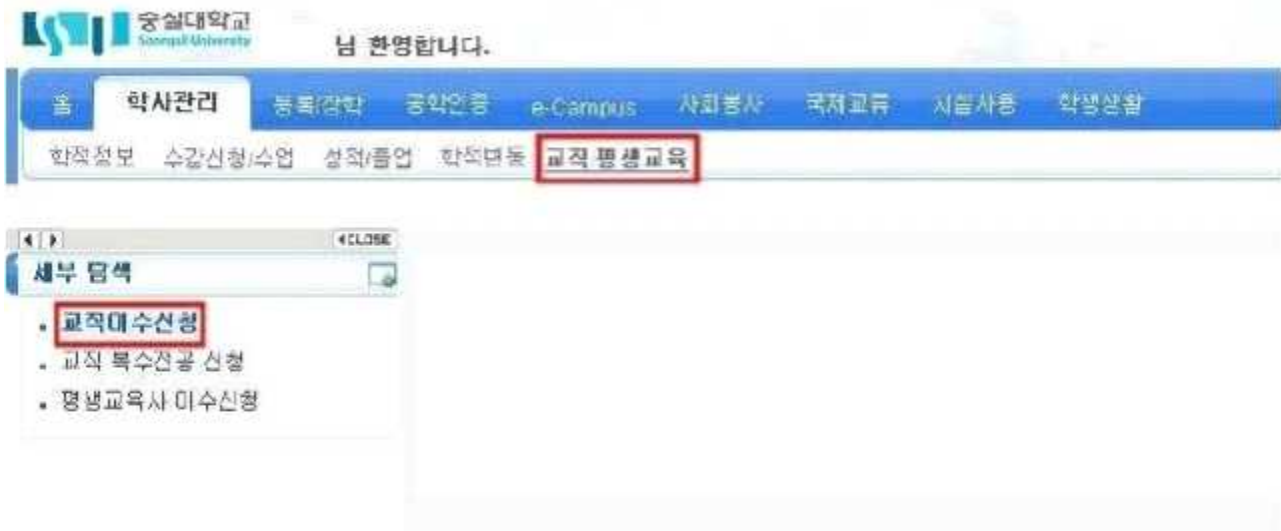 숭실대학교
Soongsil University
님 환영합니다.
홈 학사관리 등록/장학 공학인증 e-Campus 사회봉사 국제교류 시설사용 학생생활
학적정보 수강신청/수업 성적/졸업 학적변동 교직 평생교육
CLOSE
세부 탐색
교직이수신청
교직 복수전공 신청
평생교육사 이수신청